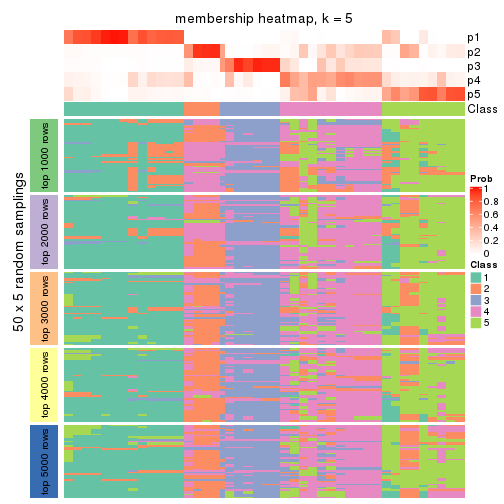 membership heatmap, k = 5
p1
p2
p3
p4
p5
Class
50 x 5 random samplings
top 1000 rows
top 2000 rows
top 3000 rows
top 4000 rows
top 5000 rows
Prob
1
0.8
0.6
0.4
0.2
0
Class
1
2
3
4
5